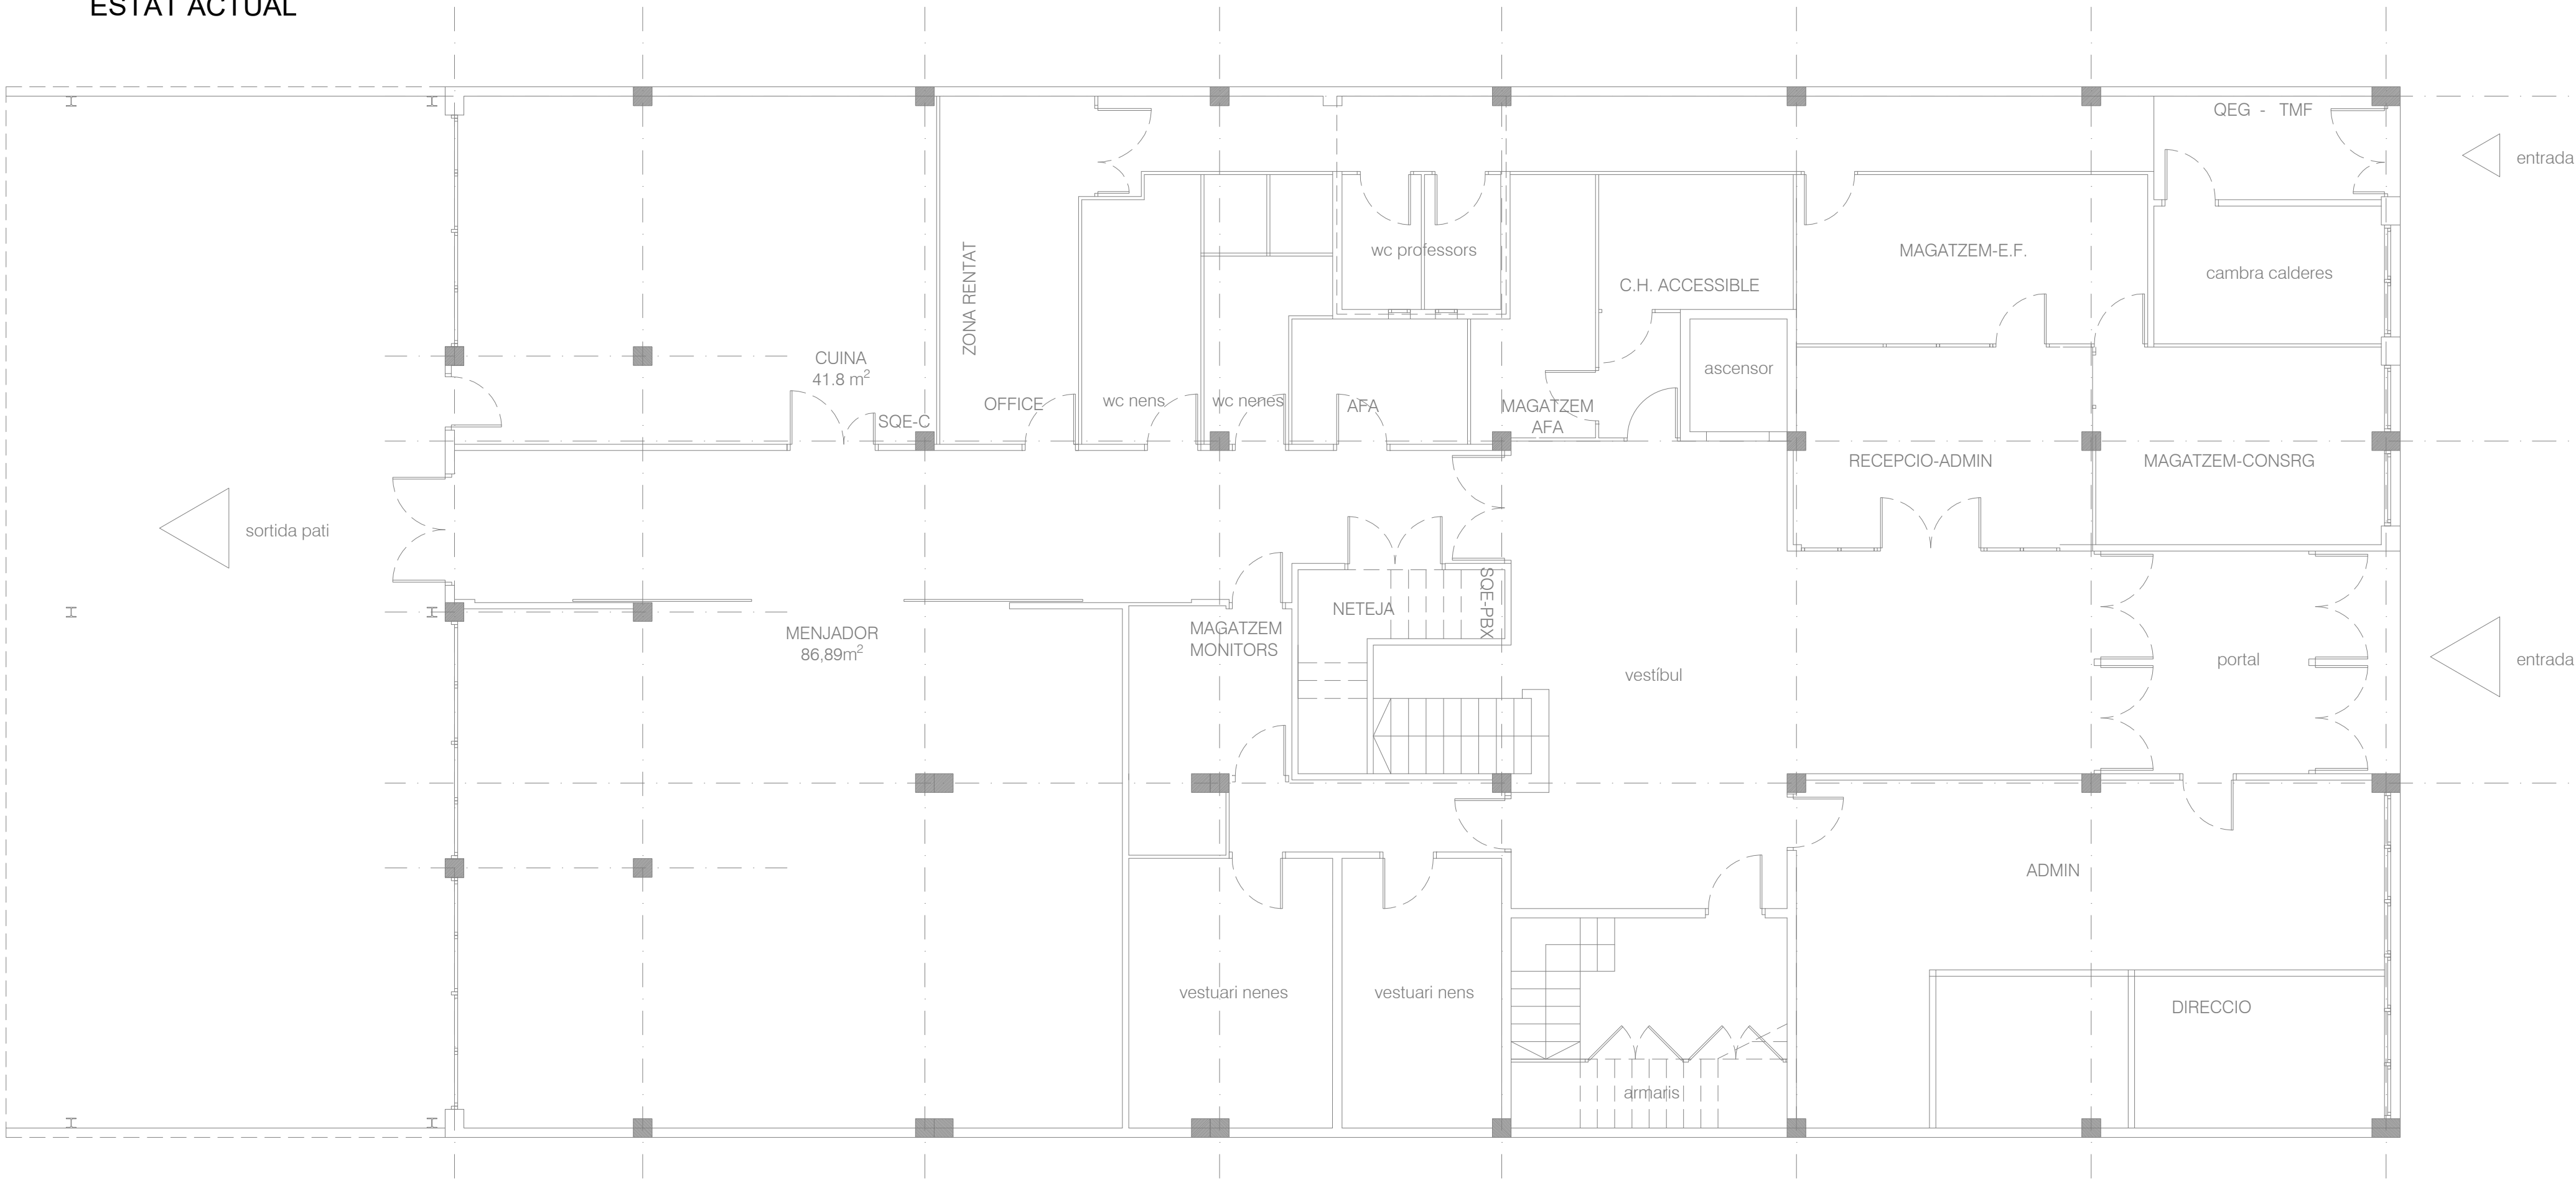 ESTAT ACTUAL
QEG - TMF
entrada
wc professors
MAGATZEM-E.F.
cambra calderes
C.H. ACCESSIBLE
ZONA RENTAT
CUINA
41.8 m²
ascensor
OFFICE
wc nens
wc nenes
AFA
MAGATZEM
AFA
SQE-C
RECEPCIO-ADMIN
MAGATZEM-CONSRG
sortida pati
SQE-PBX
NETEJA
MENJADOR
86,89m²
MAGATZEM
MONITORS
vestíbul
portal
entrada
ADMIN
vestuari nenes
vestuari nens
DIRECCIO
armaris